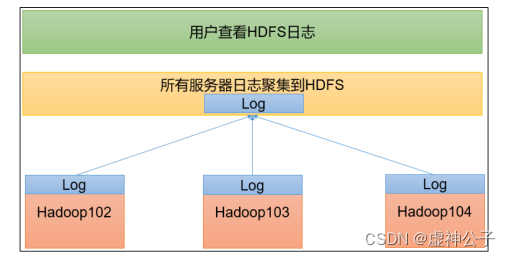 用户查看HDFS日志
所有服务器日志聚集到HDFS
Log
Log
Log
Log
Hadoop102
Hadoop103
Hadoop104
CSDN @虚神公子